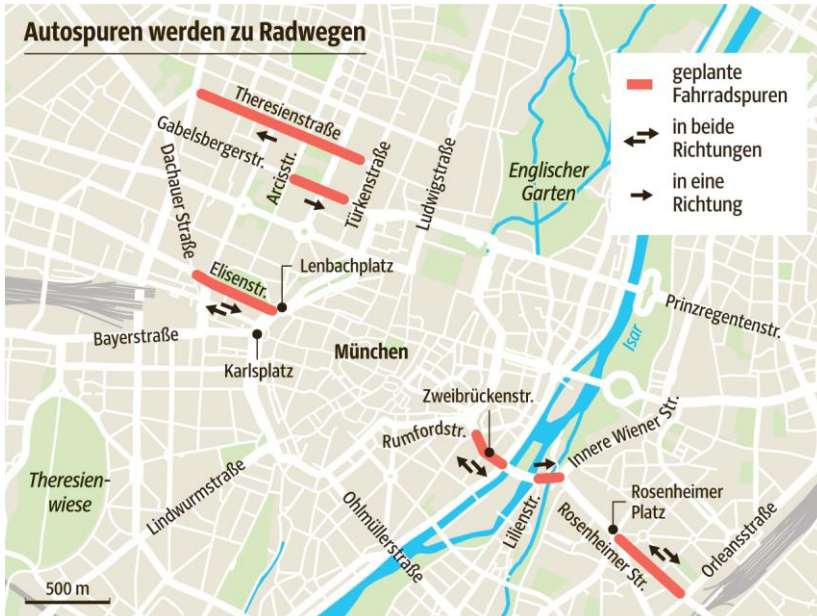 Autospuren werden zu Radwegen
geplante
Fahrradspuren
in beide
Richtungen
in eine
Richtung
Theresienstraße
Gabelsbergerstr.
Arcisstr.
Türkenstraße
Dachauer Straße
Ludwigstraße
Englischer
Garten
Elisenstr.
Lenbachplatz
Bayerstraße
Karlsplatz
München
Prinzregentenstr.
Isar
Zweibrückenstr.
Rumfordstr.
Innere Wiener Str.
Theresien-
wiese
Lindwurmstraße
Ohlmüllerstraße
Lilienstr.
Rosenheimer Str.
Rosenheimer
Platz
Orleansstraße
500 m